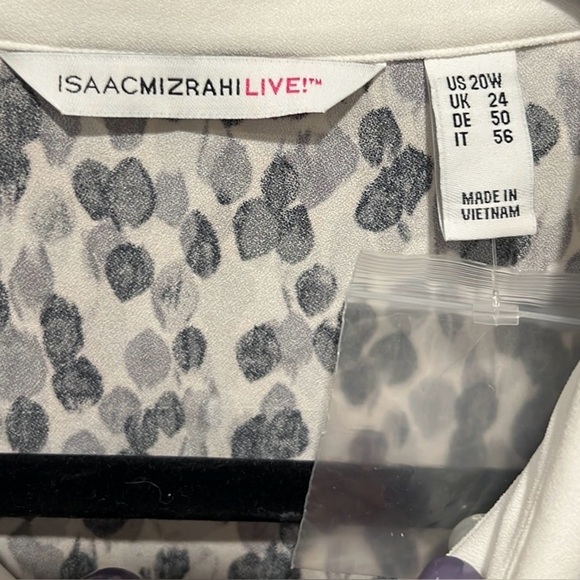 ISAACMIZRAHILIVE!™
US 20W
UK 24
DE 50
IT 56
MADE IN
VIETNAM